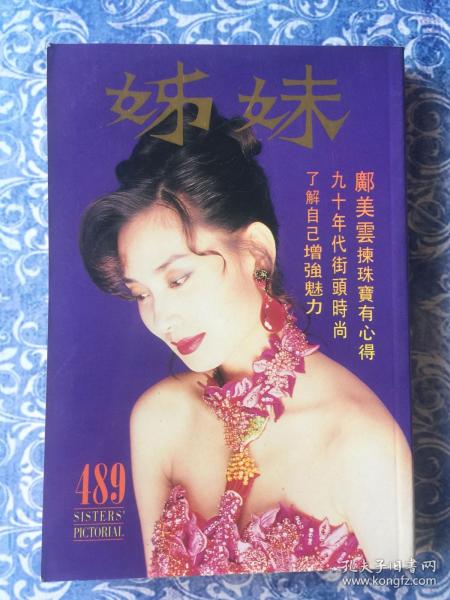 姊妹
鄺美雲揀珠寶有心得
九十年代街頭時尚
了解自己增強魅力
489
SISTERS'
PICTORIAL
孔夫子旧书网
www.kongfz.com